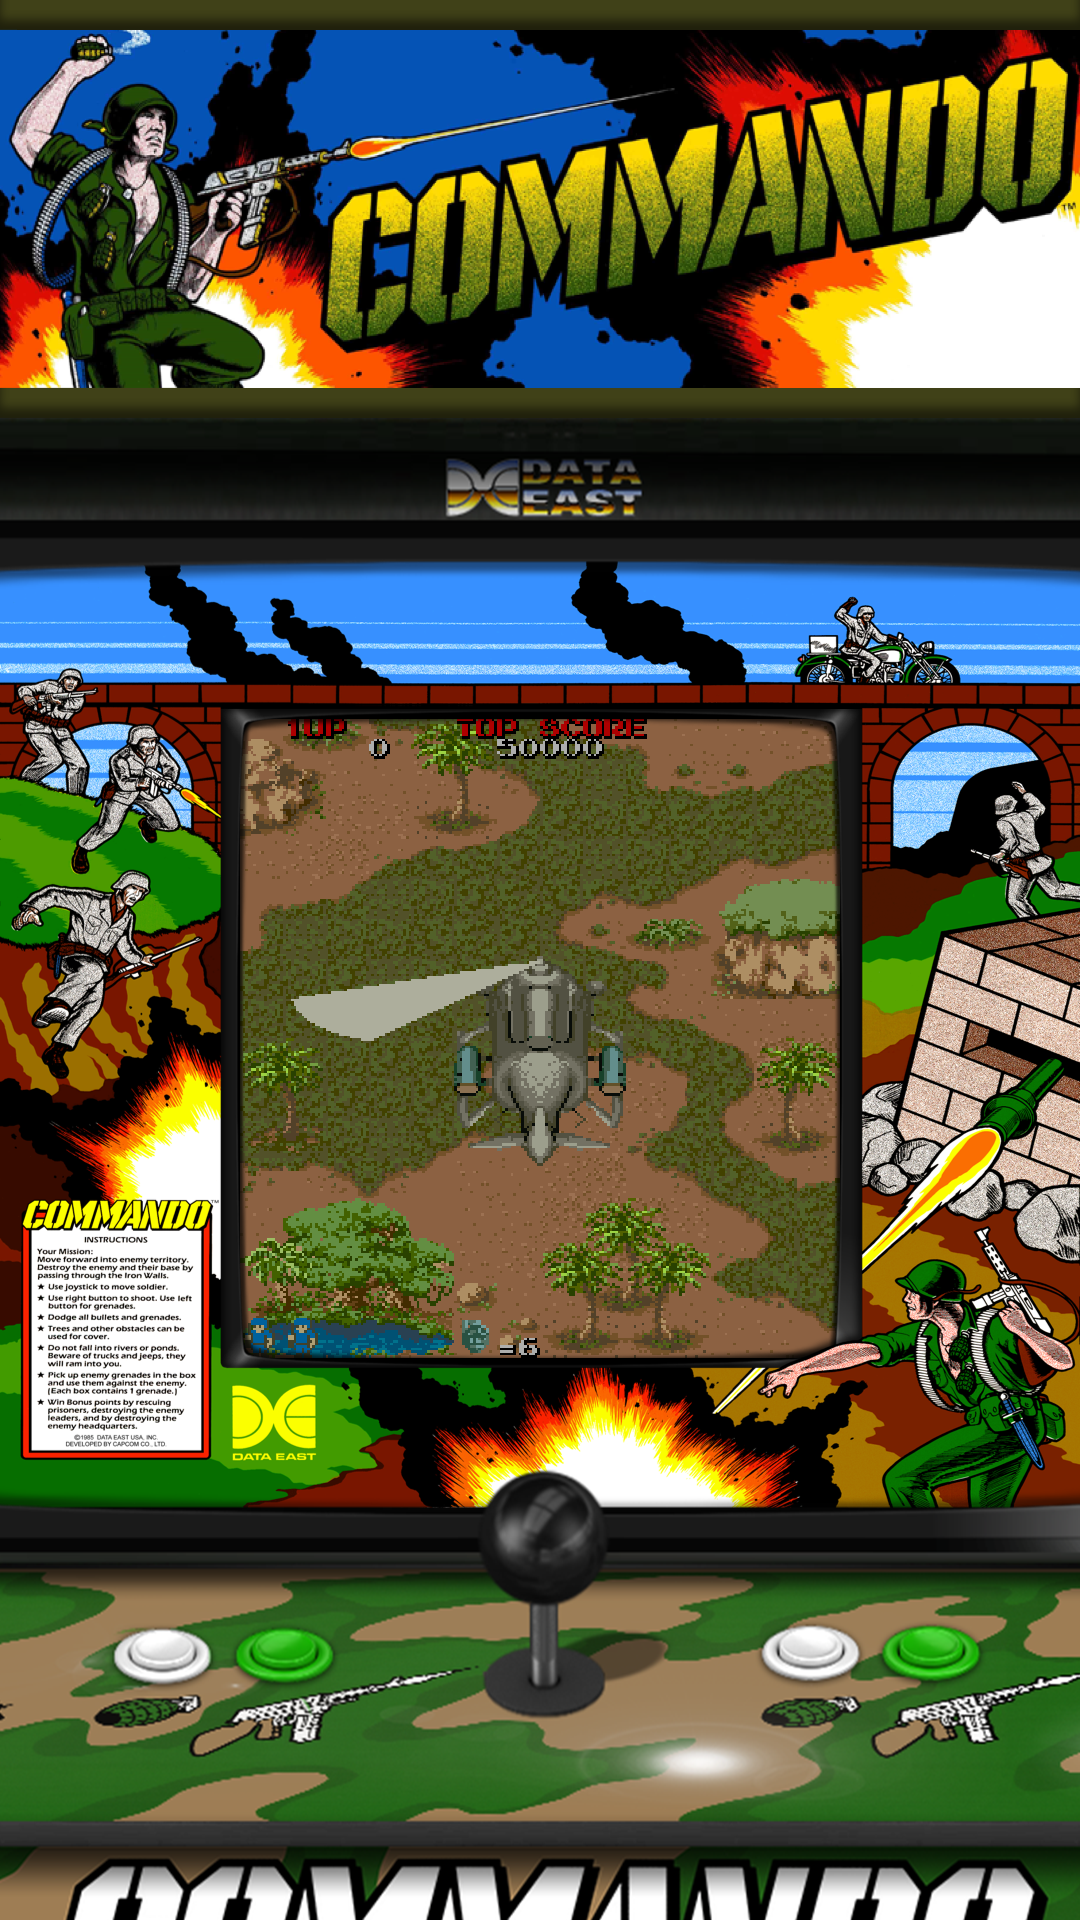 COMMANDO
TM
DATA
EAST
1UP TOP SCORE
0 50000
=6
COMMANDO™
INSTRUCTIONS
Your Mission:
Move forward into enemy territory.
Destroy the enemy and their base by
passing through the Iron Walls.
★ Use joystick to move soldier.
★ Use right button to shoot. Use left
button for grenades.
★ Dodge all bullets and grenades.
★ Trees and other obstacles can be
used for cover.
★ Do not fall into rivers or ponds.
Beware of trucks and jeeps, they
will ram into you.
★ Pick up enemy grenades in the box
and use them against the enemy.
(Each box contains 1 grenade.)
★ Win Bonus points by rescuing
prisoners, destroying the enemy
leaders, and by destroying the
enemy headquarters.
©1985 DATA EAST USA, INC.
DEVELOPED BY CAPCOM CO., LTD.
DATA EAST
COMMANDO